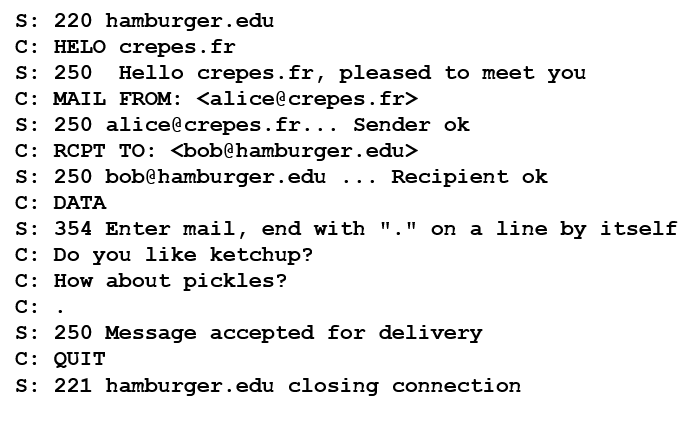 S: 220 hamburger.edu
C: HELO crepes.fr
S: 250  Hello crepes.fr, pleased to meet you
C: MAIL FROM: <alice@crepes.fr>
S: 250 alice@crepes.fr... Sender ok
C: RCPT TO: <bob@hamburger.edu>
S: 250 bob@hamburger.edu ... Recipient ok
C: DATA
S: 354 Enter mail, end with "." on a line by itself
C: Do you like ketchup?
C: How about pickles?
C: .
S: 250 Message accepted for delivery
C: QUIT
S: 221 hamburger.edu closing connection